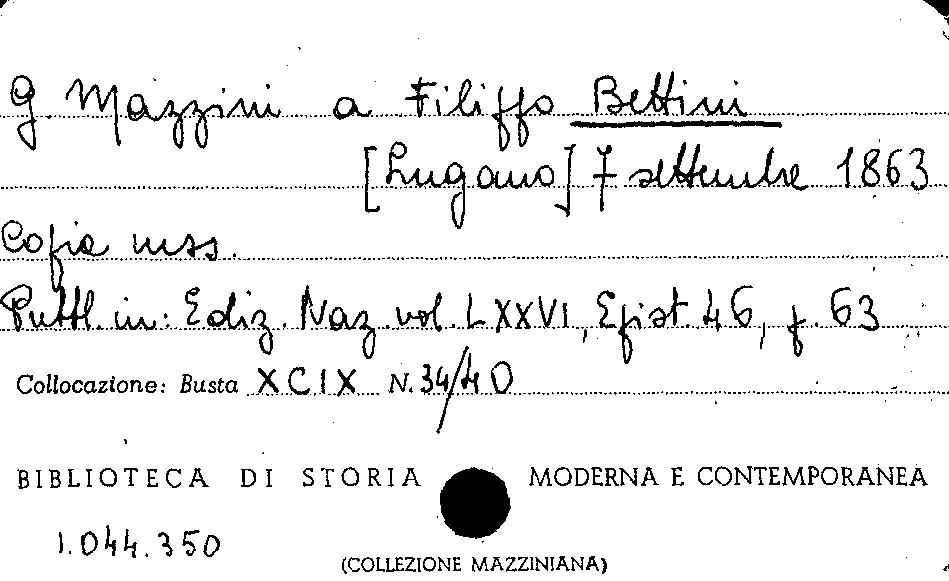 G. Mazzini a Filippo Bettini
[Lugano] 7 settembre 1863
Copia mss.
Pubbl. in: Ediz. Naz. vol. LXXVI, Epist. 46, p. 63
Collocazione: Busta XCIX N. 34/40
BIBLIOTECA DI STORIA MODERNA E CONTEMPORANEA
1.044.350
(COLLEZIONE MAZZINIANA)